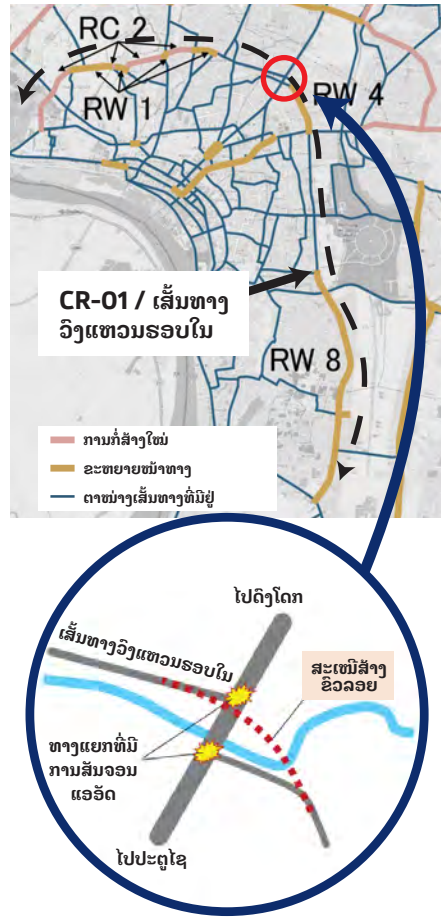 RC 2
RW 1
RW 4
CR-01 / ເສັ້ນທາງ
ວົງແຫວນຮອບໃນ
RW 8
ການກໍ່ສ້າງໃໝ່
ຂະຫຍາຍໜ້າທາງ
ຕາໜ່າງເສັ້ນທາງທີ່ມີຢູ່
ໄປດົງໂດກ
ເສັ້ນທາງວົງແຫວນຮອບໃນ
ສະເໜີສ້າງ
ຂົວລອຍ
ທາງແຍກທີ່ມີ
ການສັນຈອນ
ແອອັດ
ໄປປະຕູໄຊ